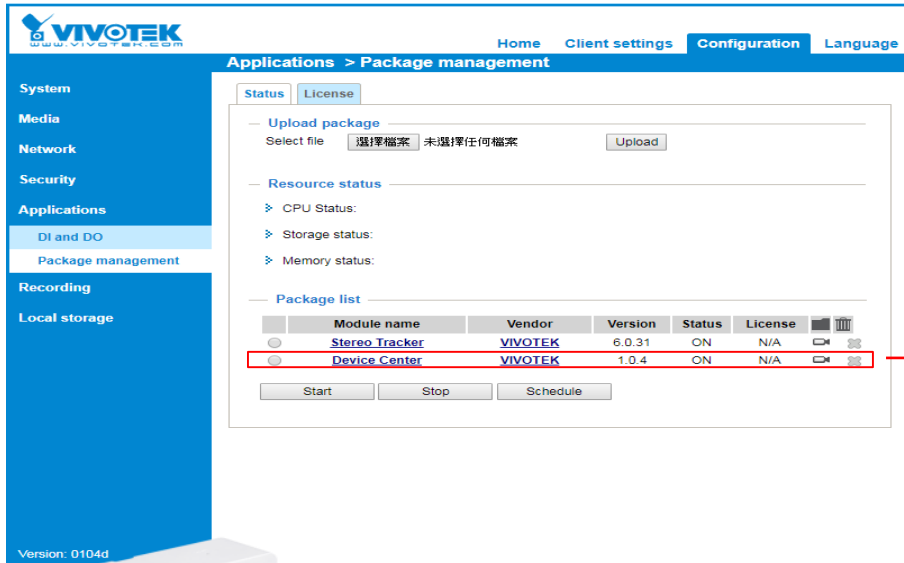 VIVOTEK
www.vivotek.com
Home Client settings Configuration Language
Applications > Package management
System
Media
Network
Security
Applications
DI and DO
Package management
Recording
Local storage
Version: 0104d
Status License
Upload package
Select file 選擇檔案 未選擇任何檔案 Upload
Resource status
CPU Status:
Storage status:
Memory status:
Package list
Module name Vendor Version Status License
Stereo Tracker VIVOTEK 6.0.31 ON N/A
Device Center VIVOTEK 1.0.4 ON N/A
Start Stop Schedule